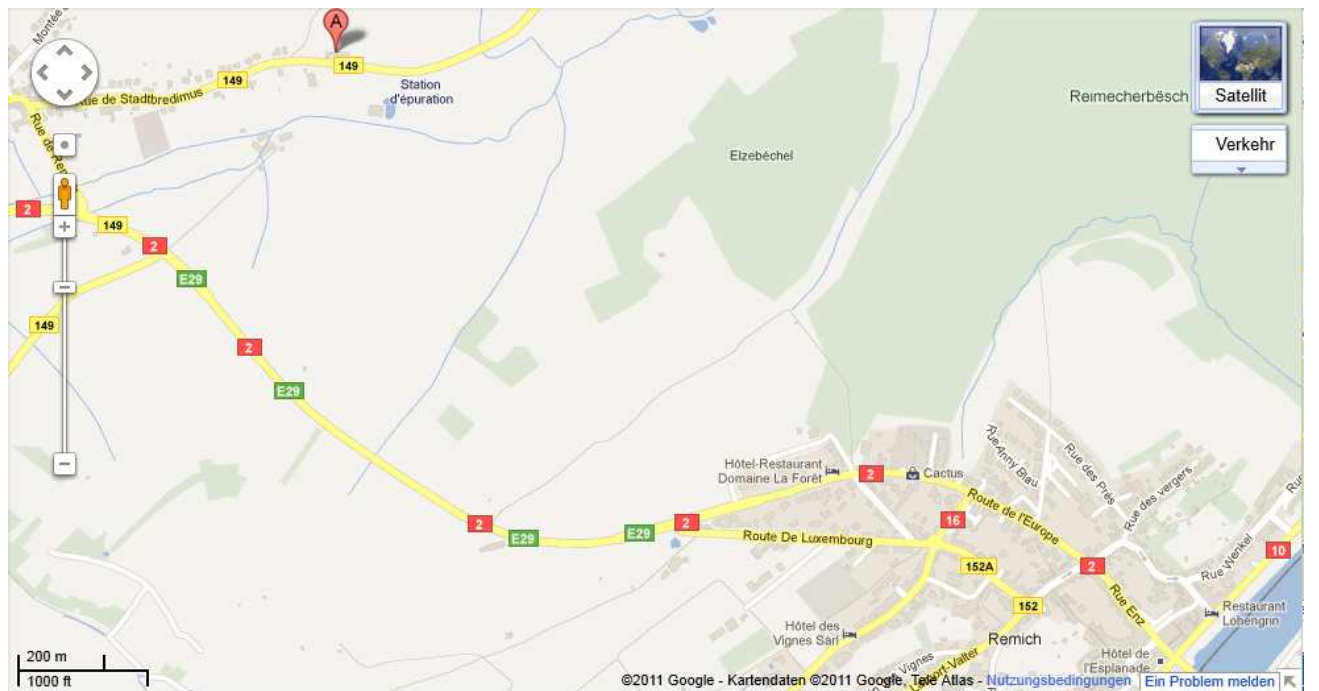 Montée
A
149
149
Rue de Stadtbredimus
Station
d'épuration
Satellit
Reimecherbësch
Verkehr
Elzebéchel
2
149
2
E29
149
2
E29
Rue Anny Blau
Rue des Prés
Hôtel-Restaurant
Domaine La Forêt
2
Cactus
Rue des vergers
Route de l'Europe
2
E29
E29
2
16
Route De Luxembourg
10
Rue Wenkel
152A
2
Rue Enz
152
Restaurant
Lohengrin
Hôtel des
Vignes Sàrl
Remich
Hôtel de
l'Esplanade
Vignes
200 m
1000 ft
©2011 Google - Kartendaten ©2011 Google, Tele Atlas - Nutzungsbedingungen
Ein Problem melden